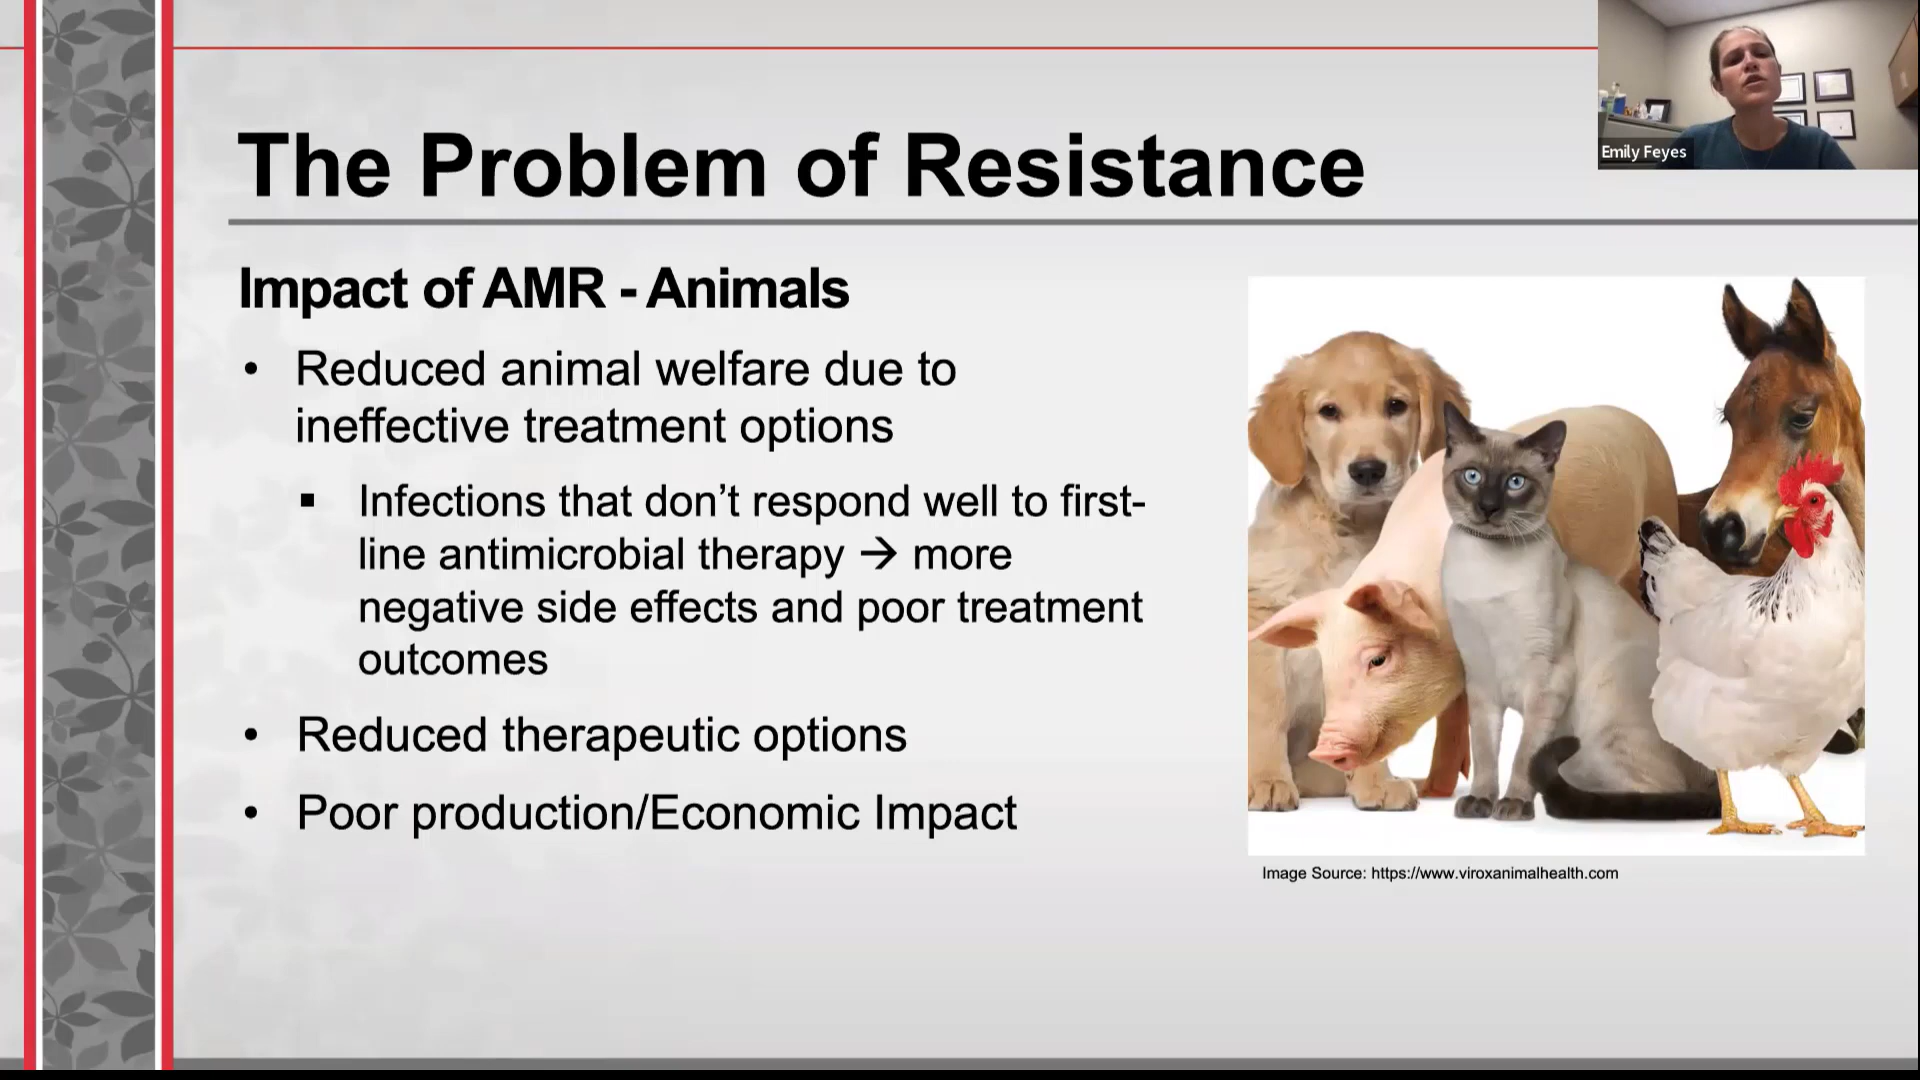 The Problem of Resistance
Emily Feyes
Impact of AMR - Animals
• Reduced animal welfare due to
ineffective treatment options
▪ Infections that don’t respond well to first-
line antimicrobial therapy → more
negative side effects and poor treatment
outcomes
• Reduced therapeutic options
• Poor production/Economic Impact
Image Source: https://www.viroxanimalhealth.com